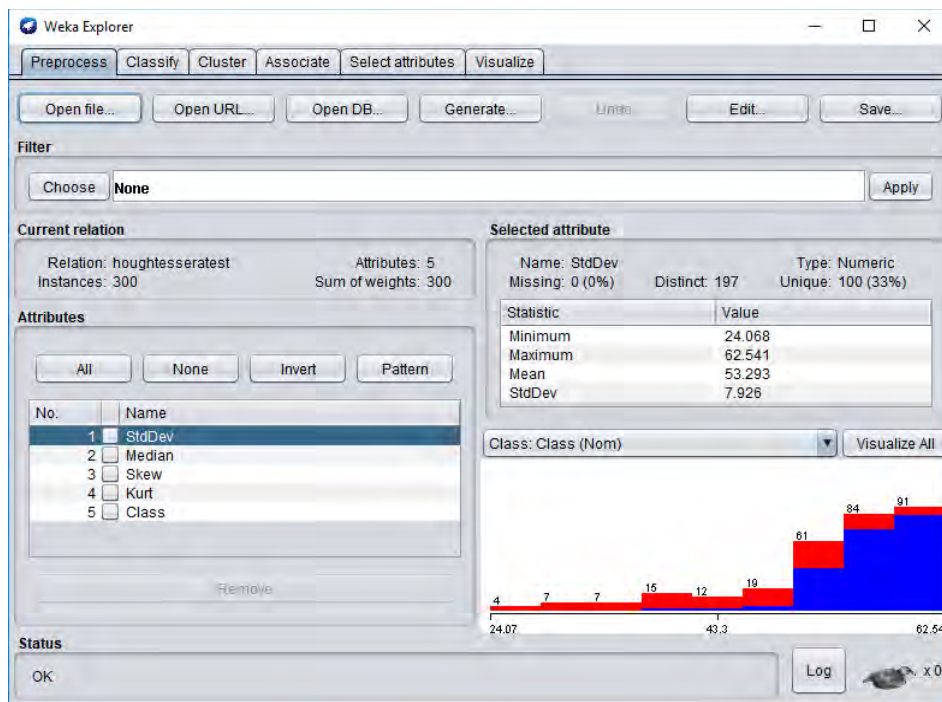 Weka Explorer
Preprocess Classify Cluster Associate Select attributes Visualize
Open file... Open URL... Open DB... Generate... Undo Edit... Save...
Filter
Choose None Apply
Current relation
Relation: houghtesseratest Attributes: 5
Instances: 300 Sum of weights: 300
Attributes
All None Invert Pattern
No. Name
1 StdDev
2 Median
3 Skew
4 Kurt
5 Class
Remove
Selected attribute
Name: StdDev Type: Numeric
Missing: 0 (0%) Distinct: 197 Unique: 100 (33%)
Statistic Value
Minimum 24.068
Maximum 62.541
Mean 53.293
StdDev 7.926
Class: Class (Nom) Visualize All
4 7 7 15 12 19 61 84 91
24.07 43.3 62.54
Status
OK Log x 0